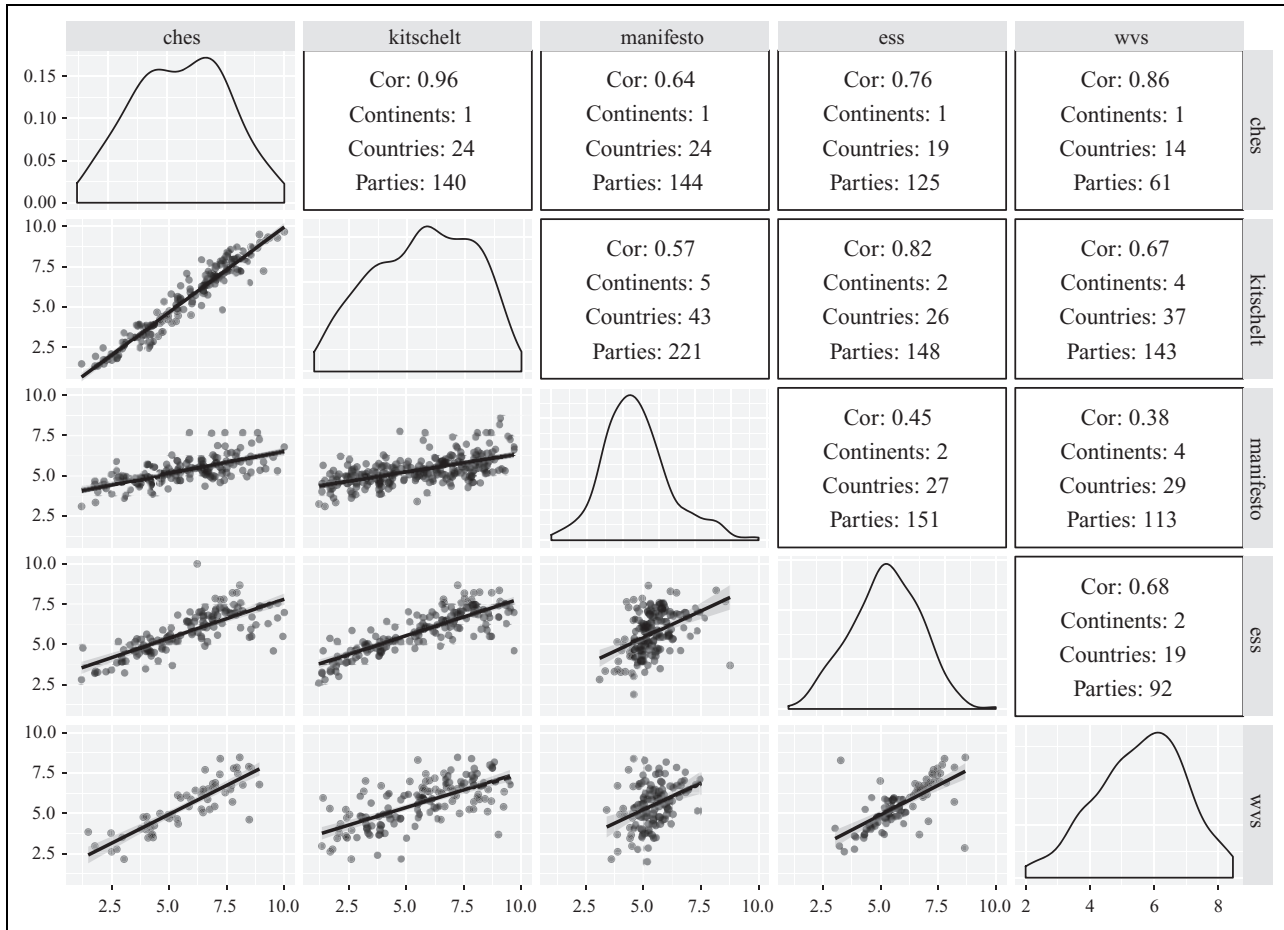 ches kitschelt manifesto ess wvs
0.15
0.10
0.05
0.00
Cor: 0.96
Continents: 1
Countries: 24
Parties: 140
Cor: 0.64
Continents: 1
Countries: 24
Parties: 144
Cor: 0.76
Continents: 1
Countries: 19
Parties: 125
Cor: 0.86
Continents: 1
Countries: 14
Parties: 61
ches
10.0
7.5
5.0
2.5
Cor: 0.57
Continents: 5
Countries: 43
Parties: 221
Cor: 0.82
Continents: 2
Countries: 26
Parties: 148
Cor: 0.67
Continents: 4
Countries: 37
Parties: 143
kitschelt
10.0
7.5
5.0
2.5
Cor: 0.45
Continents: 2
Countries: 27
Parties: 151
Cor: 0.38
Continents: 4
Countries: 29
Parties: 113
manifesto
10.0
7.5
5.0
2.5
Cor: 0.68
Continents: 2
Countries: 19
Parties: 92
ess
10.0
7.5
5.0
2.5
wvs
2.5 5.0 7.5 10.0 2.5 5.0 7.5 10.0 2.5 5.0 7.5 10.0 2.5 5.0 7.5 10.0 2 4 6 8